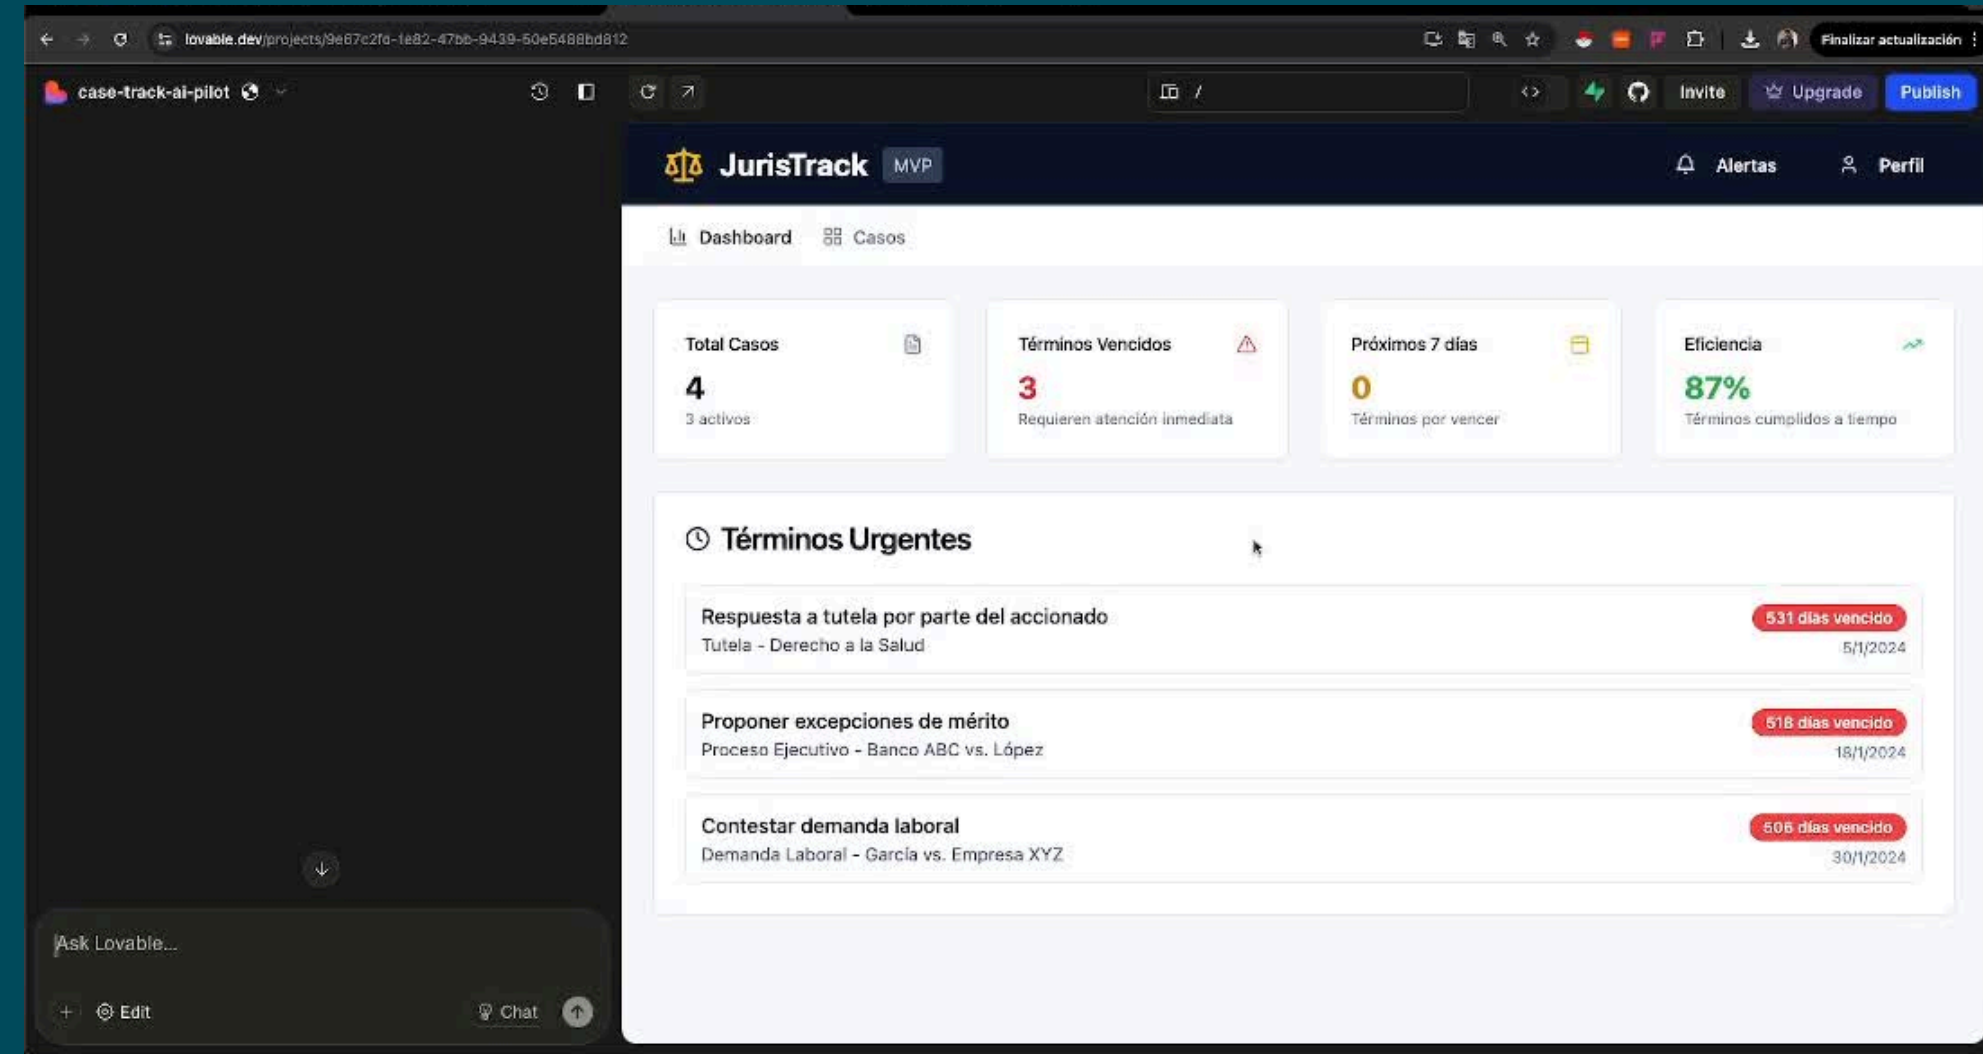 lovable.dev/projects/9e67c2fd-1e82-47bb-9439-50e5488bd812
Finalizar actualización
case-track-ai-pilot
/
Invite
Upgrade
Publish
JurisTrack MVP
Alertas
Perfil
Dashboard
Casos
Total Casos
4
3 activos
Términos Vencidos
3
Requieren atención inmediata
Próximos 7 días
0
Términos por vencer
Eficiencia
87%
Términos cumplidos a tiempo
Términos Urgentes
Respuesta a tutela por parte del accionado
531 días vencido
Tutela - Derecho a la Salud
5/1/2024
Proponer excepciones de mérito
518 días vencido
Proceso Ejecutivo - Banco ABC vs. López
18/1/2024
Contestar demanda laboral
506 días vencido
Demanda Laboral - García vs. Empresa XYZ
30/1/2024
Ask Lovable...
Edit
Chat